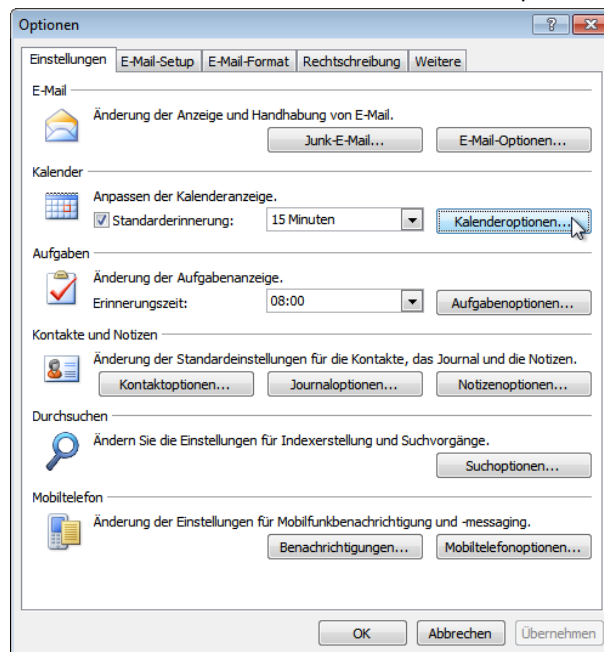 Optionen
Einstellungen E-Mail-Setup E-Mail-Format Rechtschreibung Weitere
E-Mail
Änderung der Anzeige und Handhabung von E-Mail.
Junk-E-Mail... E-Mail-Optionen...
Kalender
Anpassen der Kalenderanzeige.
Standarderinnerung: 15 Minuten Kalenderoptionen...
Aufgaben
Änderung der Aufgabenanzeige.
Erinnerungszeit: 08:00 Aufgabenoptionen...
Kontakte und Notizen
Änderung der Standardeinstellungen für die Kontakte, das Journal und die Notizen.
Kontaktoptionen... Journaloptionen... Notizenoptionen...
Durchsuchen
Ändern Sie die Einstellungen für Indexerstellung und Suchvorgänge.
Suchoptionen...
Mobiltelefon
Änderung der Einstellungen für Mobilfunkbenachrichtigung und -messaging.
Benachrichtigungen... Mobiltelefonoptionen...
OK Abbrechen Übernehmen